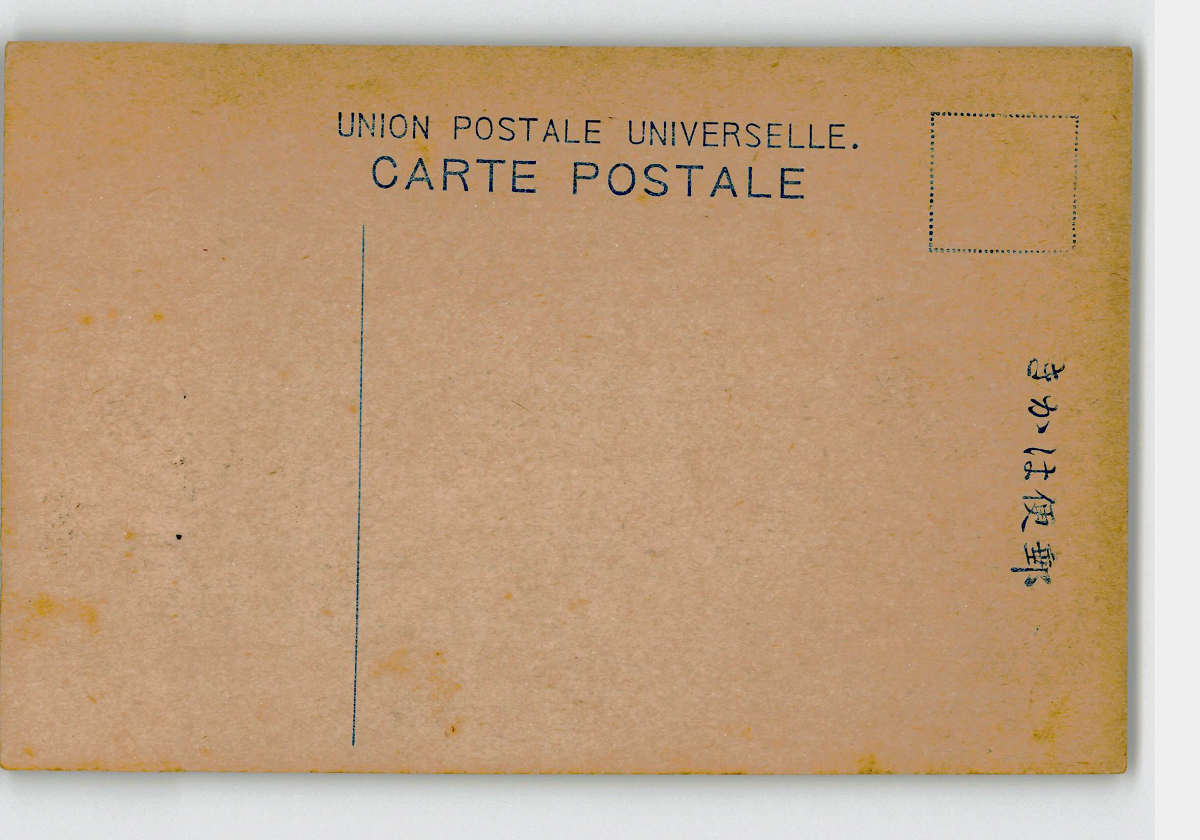 UNION POSTALE UNIVERSELLE.
CARTE POSTALE
郵便はかき